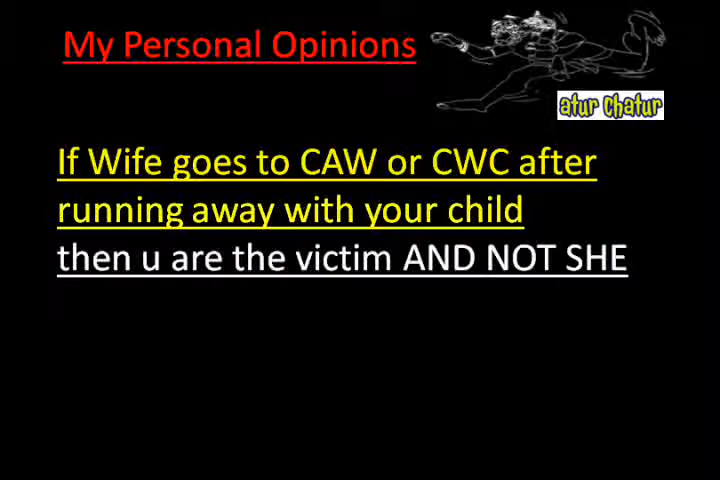 My Personal Opinions
atur chatur
If Wife goes to CAW or CWC after
running away with your child
then u are the victim AND NOT SHE